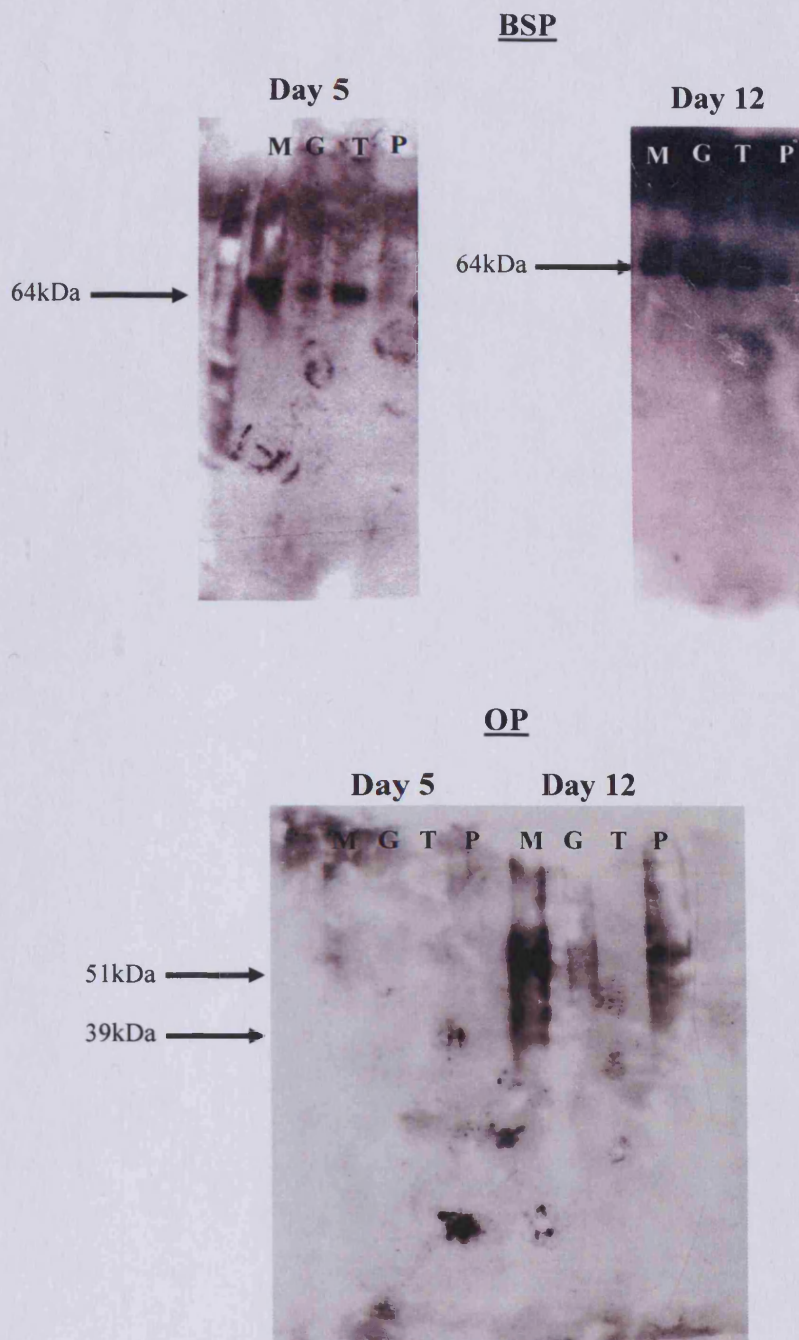 BSP
Day 5
M G T P
64kDa
Day 12
M G T P
64kDa
OP
Day 5 Day 12
M G T P M G T P
51kDa
39kDa